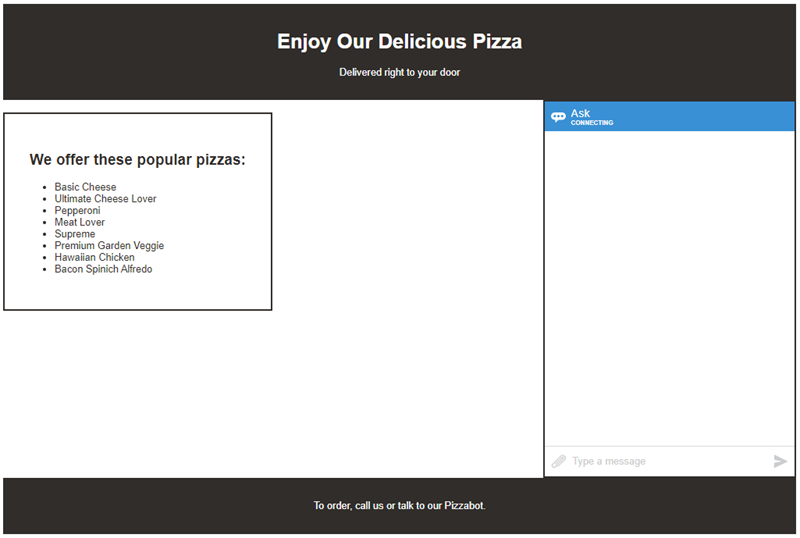 Enjoy Our Delicious Pizza
Delivered right to your door
We offer these popular pizzas:
Basic Cheese
Ultimate Cheese Lover
Pepperoni
Meat Lover
Supreme
Premium Garden Veggie
Hawaiian Chicken
Bacon Spinich Alfredo
Ask
CONNECTING
Type a message
To order, call us or talk to our Pizzabot.